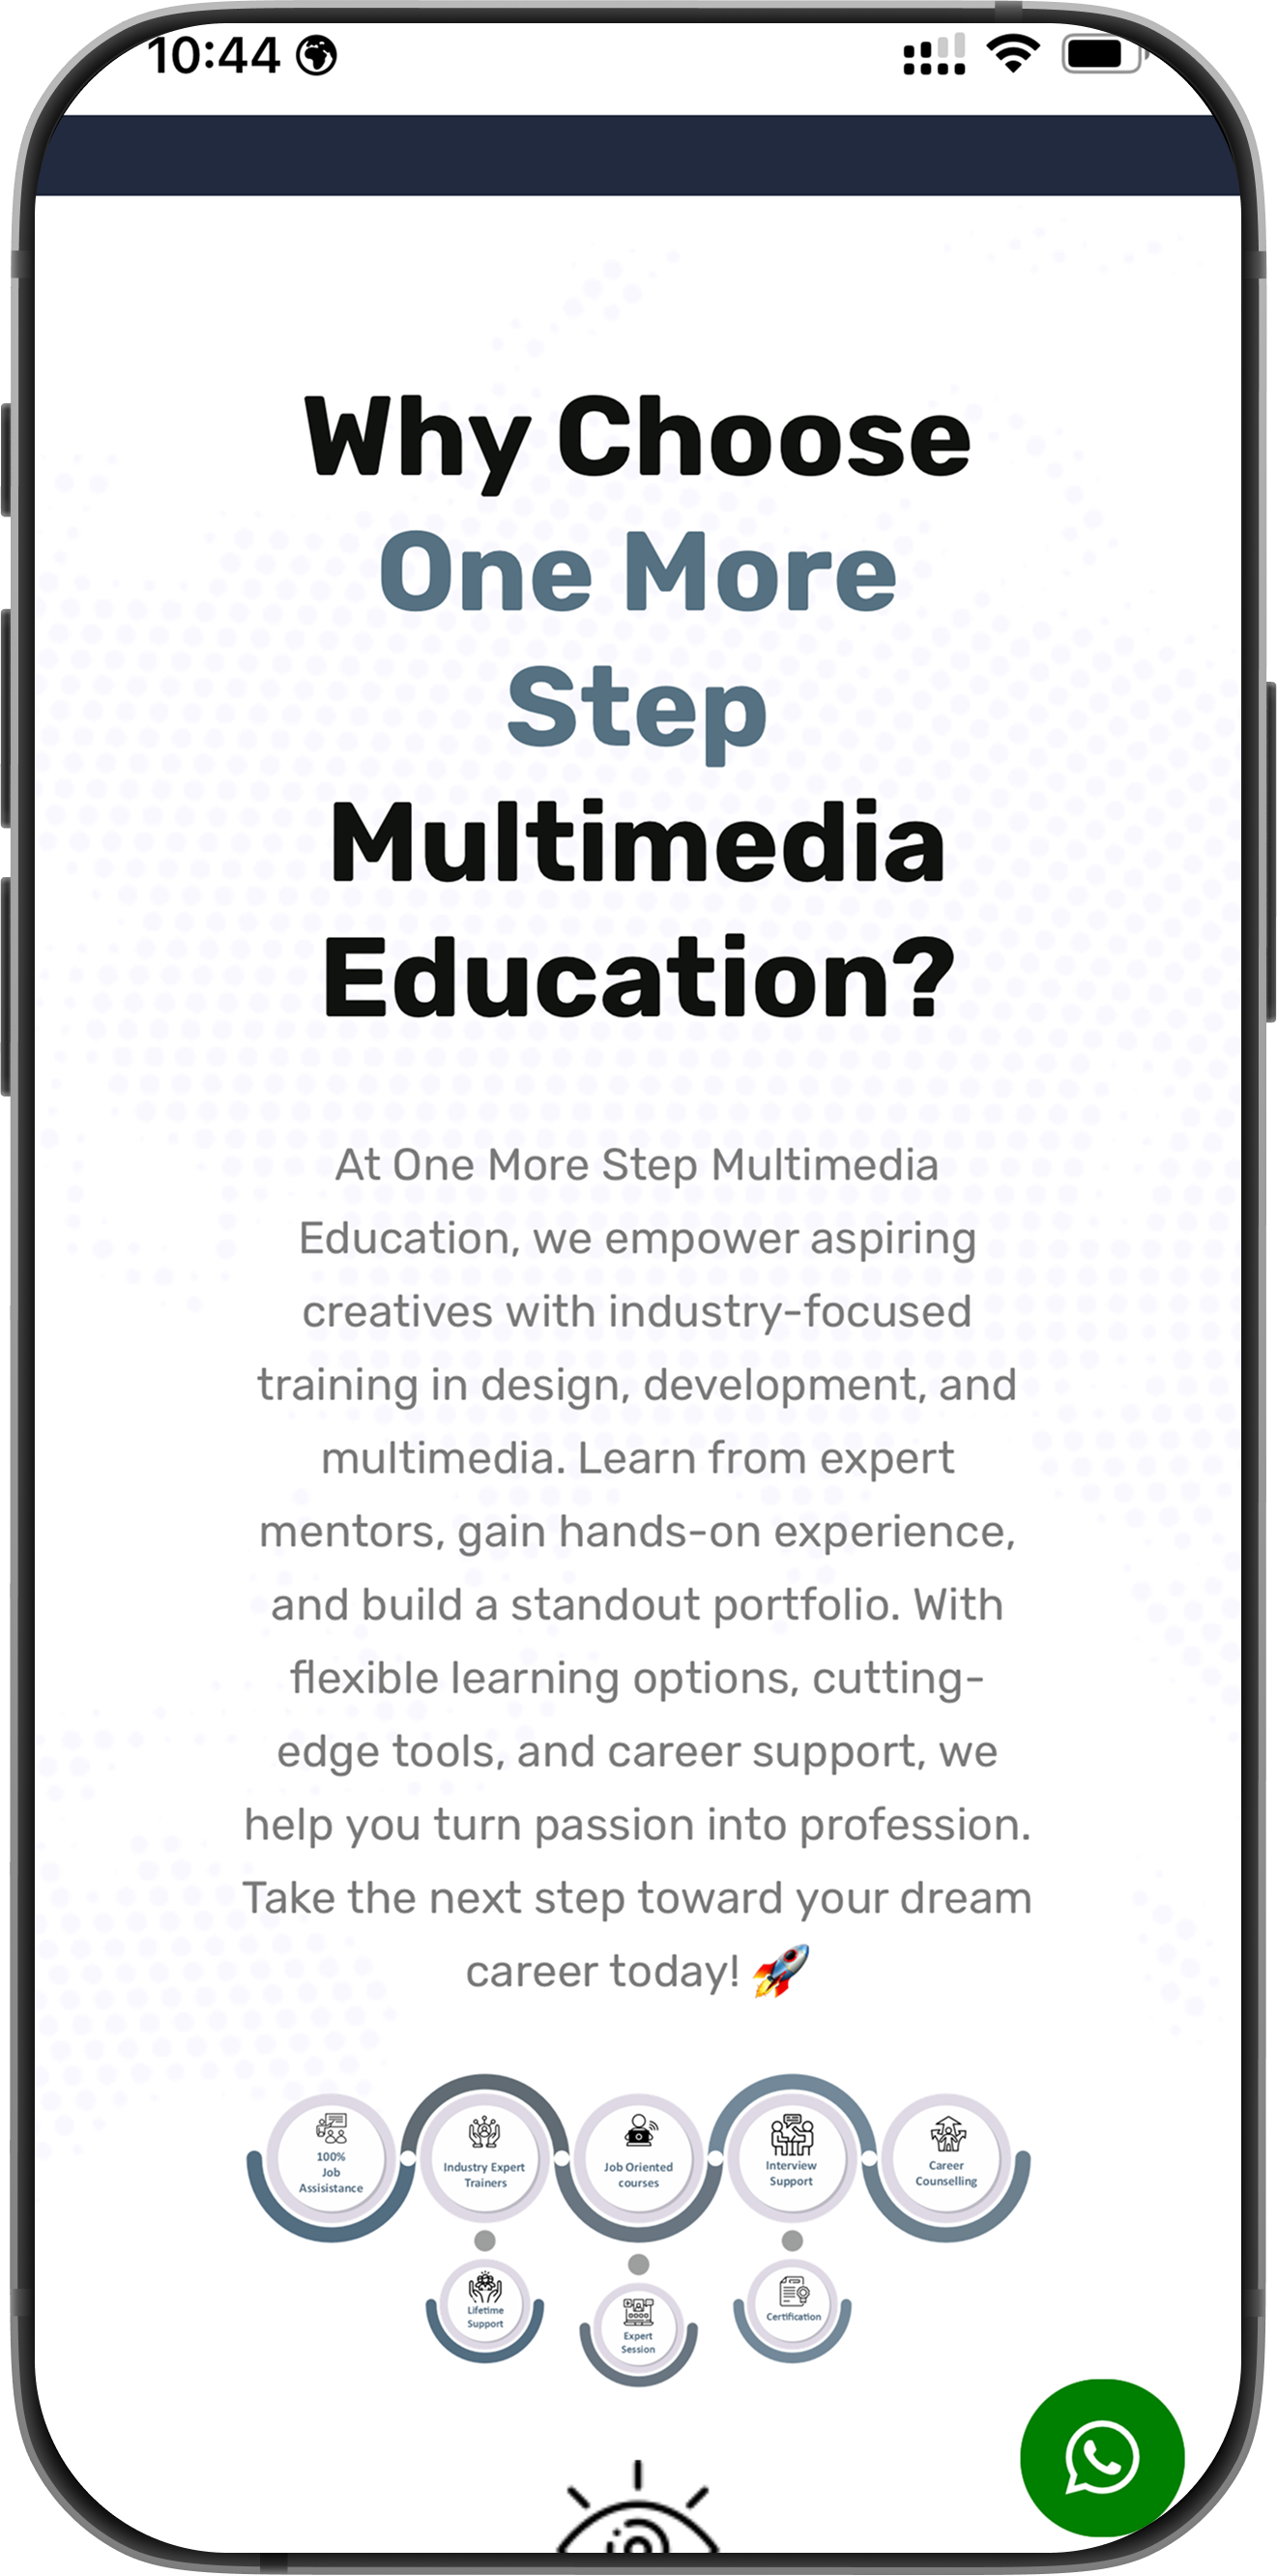 10:44
Why Choose
One More
Step
Multimedia
Education?
At One More Step Multimedia
Education, we empower aspiring
creatives with industry-focused
training in design, development, and
multimedia. Learn from expert
mentors, gain hands-on experience,
and build a standout portfolio. With
flexible learning options, cutting-
edge tools, and career support, we
help you turn passion into profession.
Take the next step toward your dream
career today! 🚀
100%
Job
Assisistance
Industry Expert
Trainers
Job Oriented
courses
Interview
Support
Career
Counselling
Lifetime
Support
Expert
Session
Certification